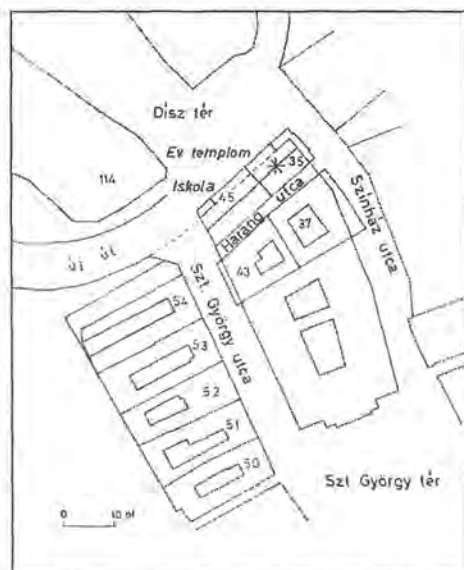 Dísz tér
Ev templom
35
114
Iskola
45
Harang utca
Színház utca
37
43
új út
Szt. György utca
54
53
52
51
50
Szt György tér
0 10 öl